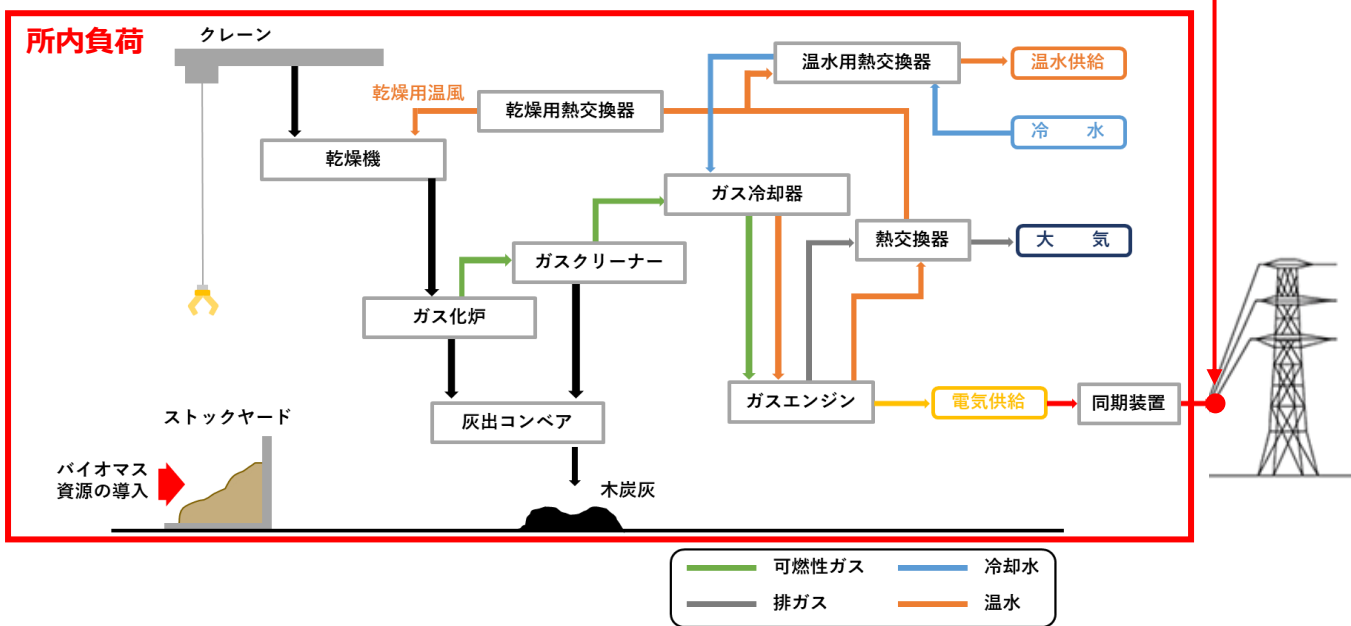 所内負荷
クレーン
温水用熱交換器
温水供給
乾燥用温風
乾燥用熱交換器
冷　水
乾燥機
ガス冷却器
熱交換器
大　気
ガスクリーナー
ガス化炉
ガスエンジン
電気供給
同期装置
灰出コンベア
ストックヤード
バイオマス
資源の導入
木炭灰
可燃性ガス
冷却水
排ガス
温水